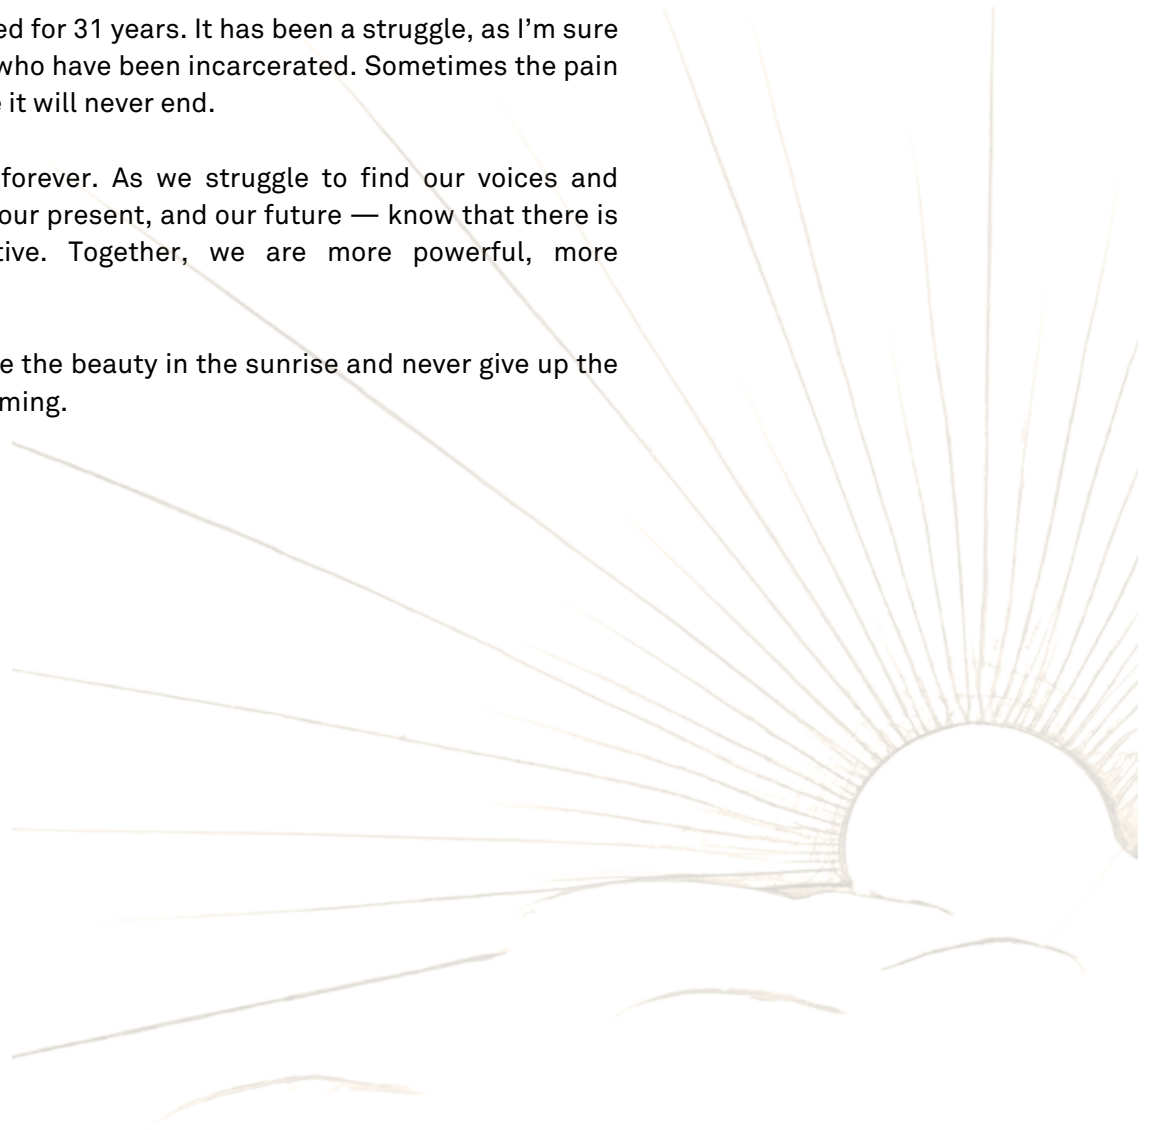 ed for 31 years. It has been a struggle, as I’m sure
who have been incarcerated. Sometimes the pain
e it will never end.
forever. As we struggle to find our voices and
our present, and our future — know that there is
tive. Together, we are more powerful, more
e the beauty in the sunrise and never give up the
ming.